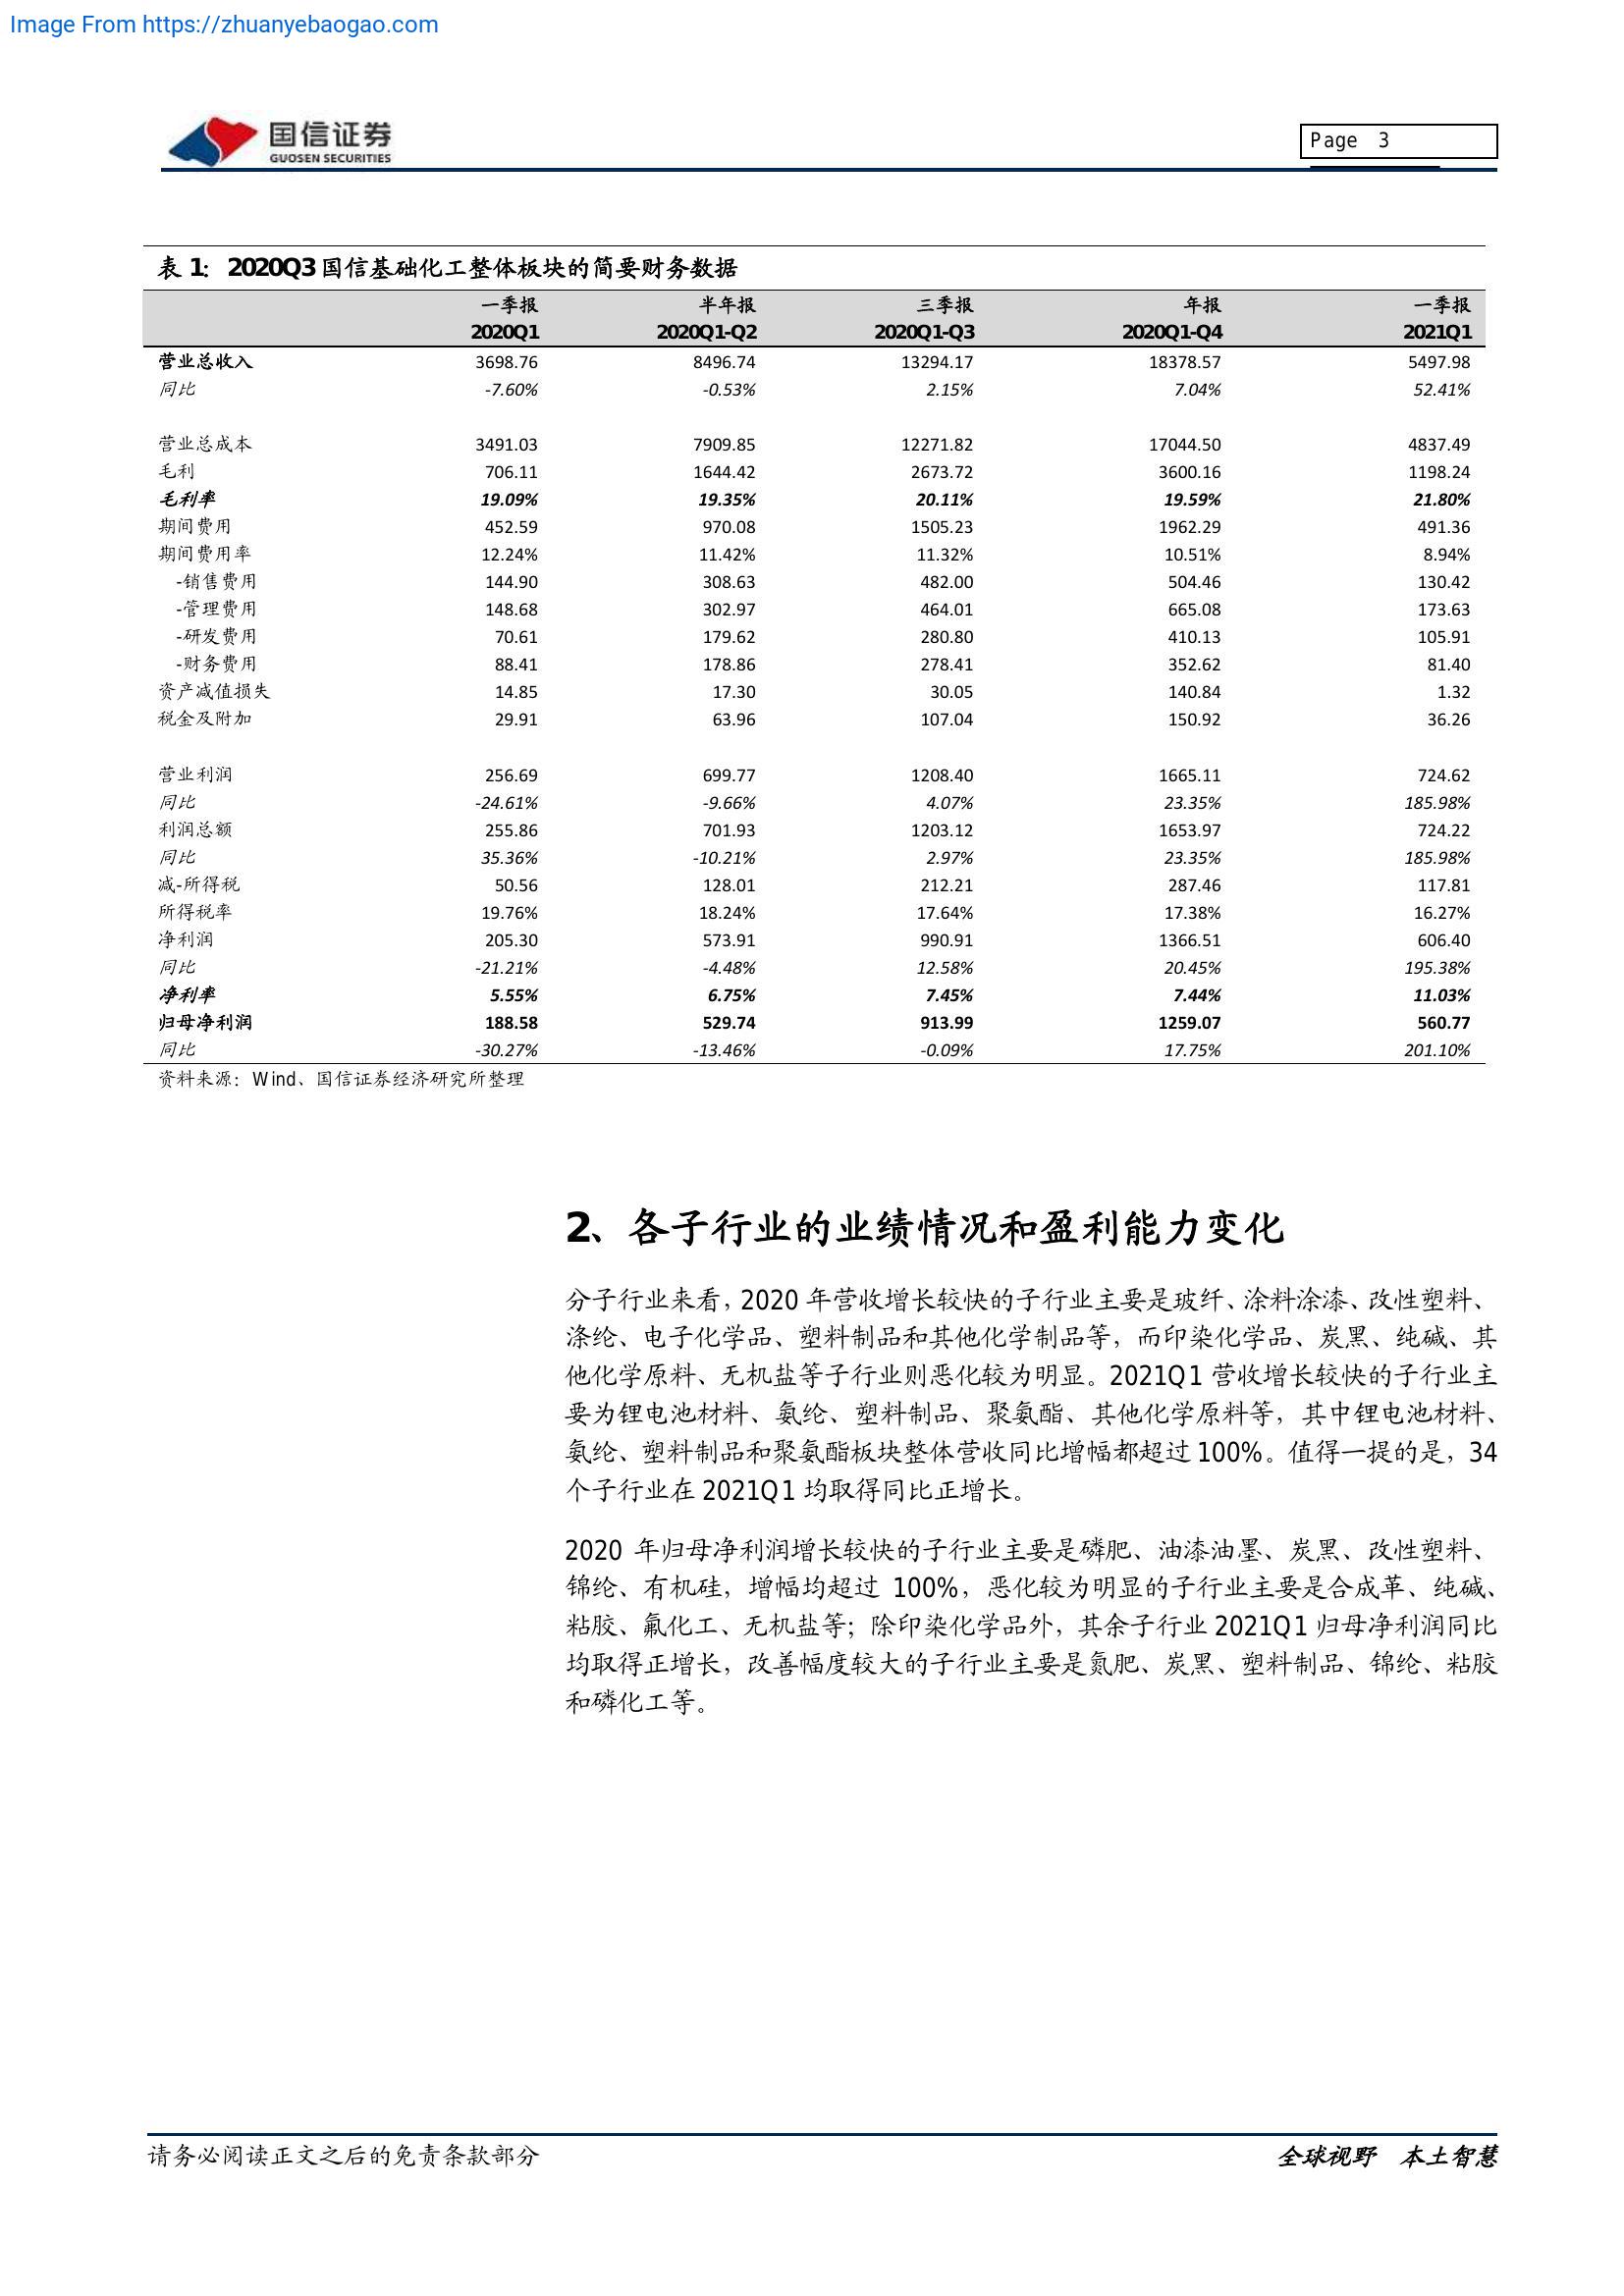 Image From https://zhuanyebaogao.com
国信证券
GUOSEN SECURITIES
Page 3
表 1: 2020Q3 国信基础化工整体板块的简要财务数据
一季报 半年报 三季报 年报 一季报
2020Q1 2020Q1-Q2 2020Q1-Q3 2020Q1-Q4 2021Q1
营业总收入 3698.76 8496.74 13294.17 18378.57 5497.98
同比 -7.60% -0.53% 2.15% 7.04% 52.41%
营业总成本 3491.03 7909.85 12271.82 17044.50 4837.49
毛利 706.11 1644.42 2673.72 3600.16 1198.24
毛利率 19.09% 19.35% 20.11% 19.59% 21.80%
期间费用 452.59 970.08 1505.23 1962.29 491.36
期间费用率 12.24% 11.42% 11.32% 10.51% 8.94%
-销售费用 144.90 308.63 482.00 504.46 130.42
-管理费用 148.68 302.97 464.01 665.08 173.63
-研发费用 70.61 179.62 280.80 410.13 105.91
-财务费用 88.41 178.86 278.41 352.62 81.40
资产减值损失 14.85 17.30 30.05 140.84 1.32
税金及附加 29.91 63.96 107.04 150.92 36.26
营业利润 256.69 699.77 1208.40 1665.11 724.62
同比 -24.61% -9.66% 4.07% 23.35% 185.98%
利润总额 255.86 701.93 1203.12 1653.97 724.22
同比 35.36% -10.21% 2.97% 23.35% 185.98%
减-所得税 50.56 128.01 212.21 287.46 117.81
所得税率 19.76% 18.24% 17.64% 17.38% 16.27%
净利润 205.30 573.91 990.91 1366.51 606.40
同比 -21.21% -4.48% 12.58% 20.45% 195.38%
净利率 5.55% 6.75% 7.45% 7.44% 11.03%
归母净利润 188.58 529.74 913.99 1259.07 560.77
同比 -30.27% -13.46% -0.09% 17.75% 201.10%
资料来源：Wind、国信证券经济研究所整理
2、各子行业的业绩情况和盈利能力变化
分子行业来看，2020 年营收增长较快的子行业主要是玻纤、涂料涂漆、改性塑料、
涤纶、电子化学品、塑料制品和其他化学制品等，而印染化学品、炭黑、纯碱、其
他化学原料、无机盐等子行业则恶化较为明显。2021Q1 营收增长较快的子行业主
要为锂电池材料、氨纶、塑料制品、聚氨酯、其他化学原料等，其中锂电池材料、
氨纶、塑料制品和聚氨酯板块整体营收同比增幅都超过 100%。值得一提的是，34
个子行业在 2021Q1 均取得同比正增长。
2020 年归母净利润增长较快的子行业主要是磷肥、油漆油墨、炭黑、改性塑料、
锦纶、有机硅，增幅均超过 100%，恶化较为明显的子行业主要是合成革、纯碱、
粘胶、氟化工、无机盐等；除印染化学品外，其余子行业 2021Q1 归母净利润同比
均取得正增长，改善幅度较大的子行业主要是氮肥、炭黑、塑料制品、锦纶、粘胶
和磷化工等。
请务必阅读正文之后的免责条款部分 全球视野 本土智慧